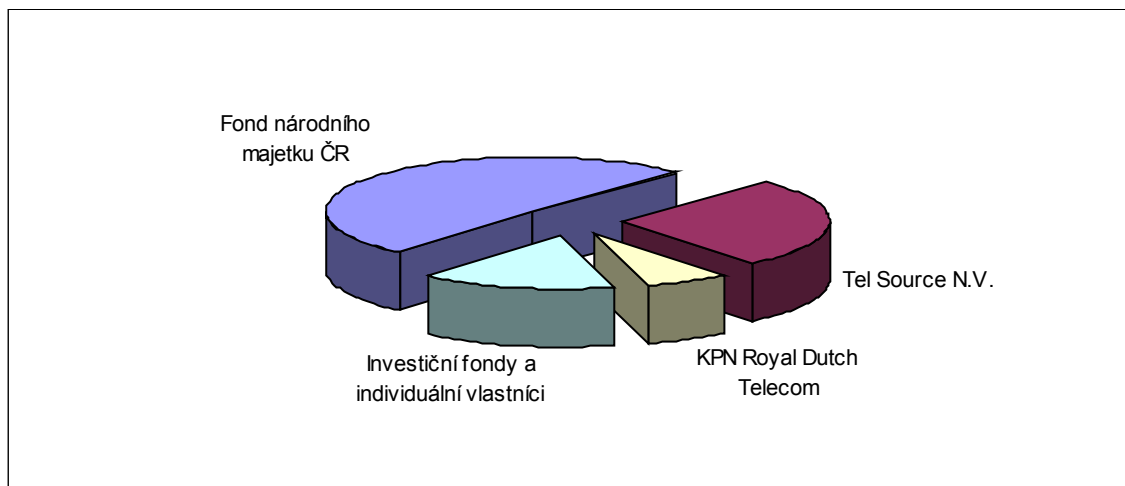 Fond národního
majetku ČR
Tel Source N.V.
KPN Royal Dutch
Telecom
Investiční fondy a
individuální vlastníci